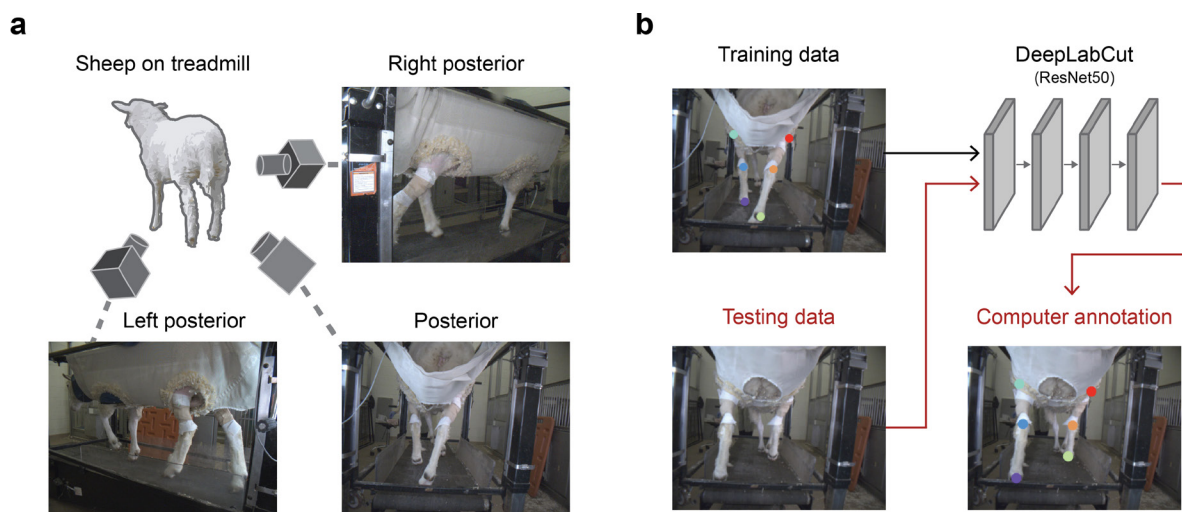 a
Sheep on treadmill
Right posterior
Left posterior
Posterior
b
Training data
DeepLabCut
(ResNet50)
Testing data
Computer annotation